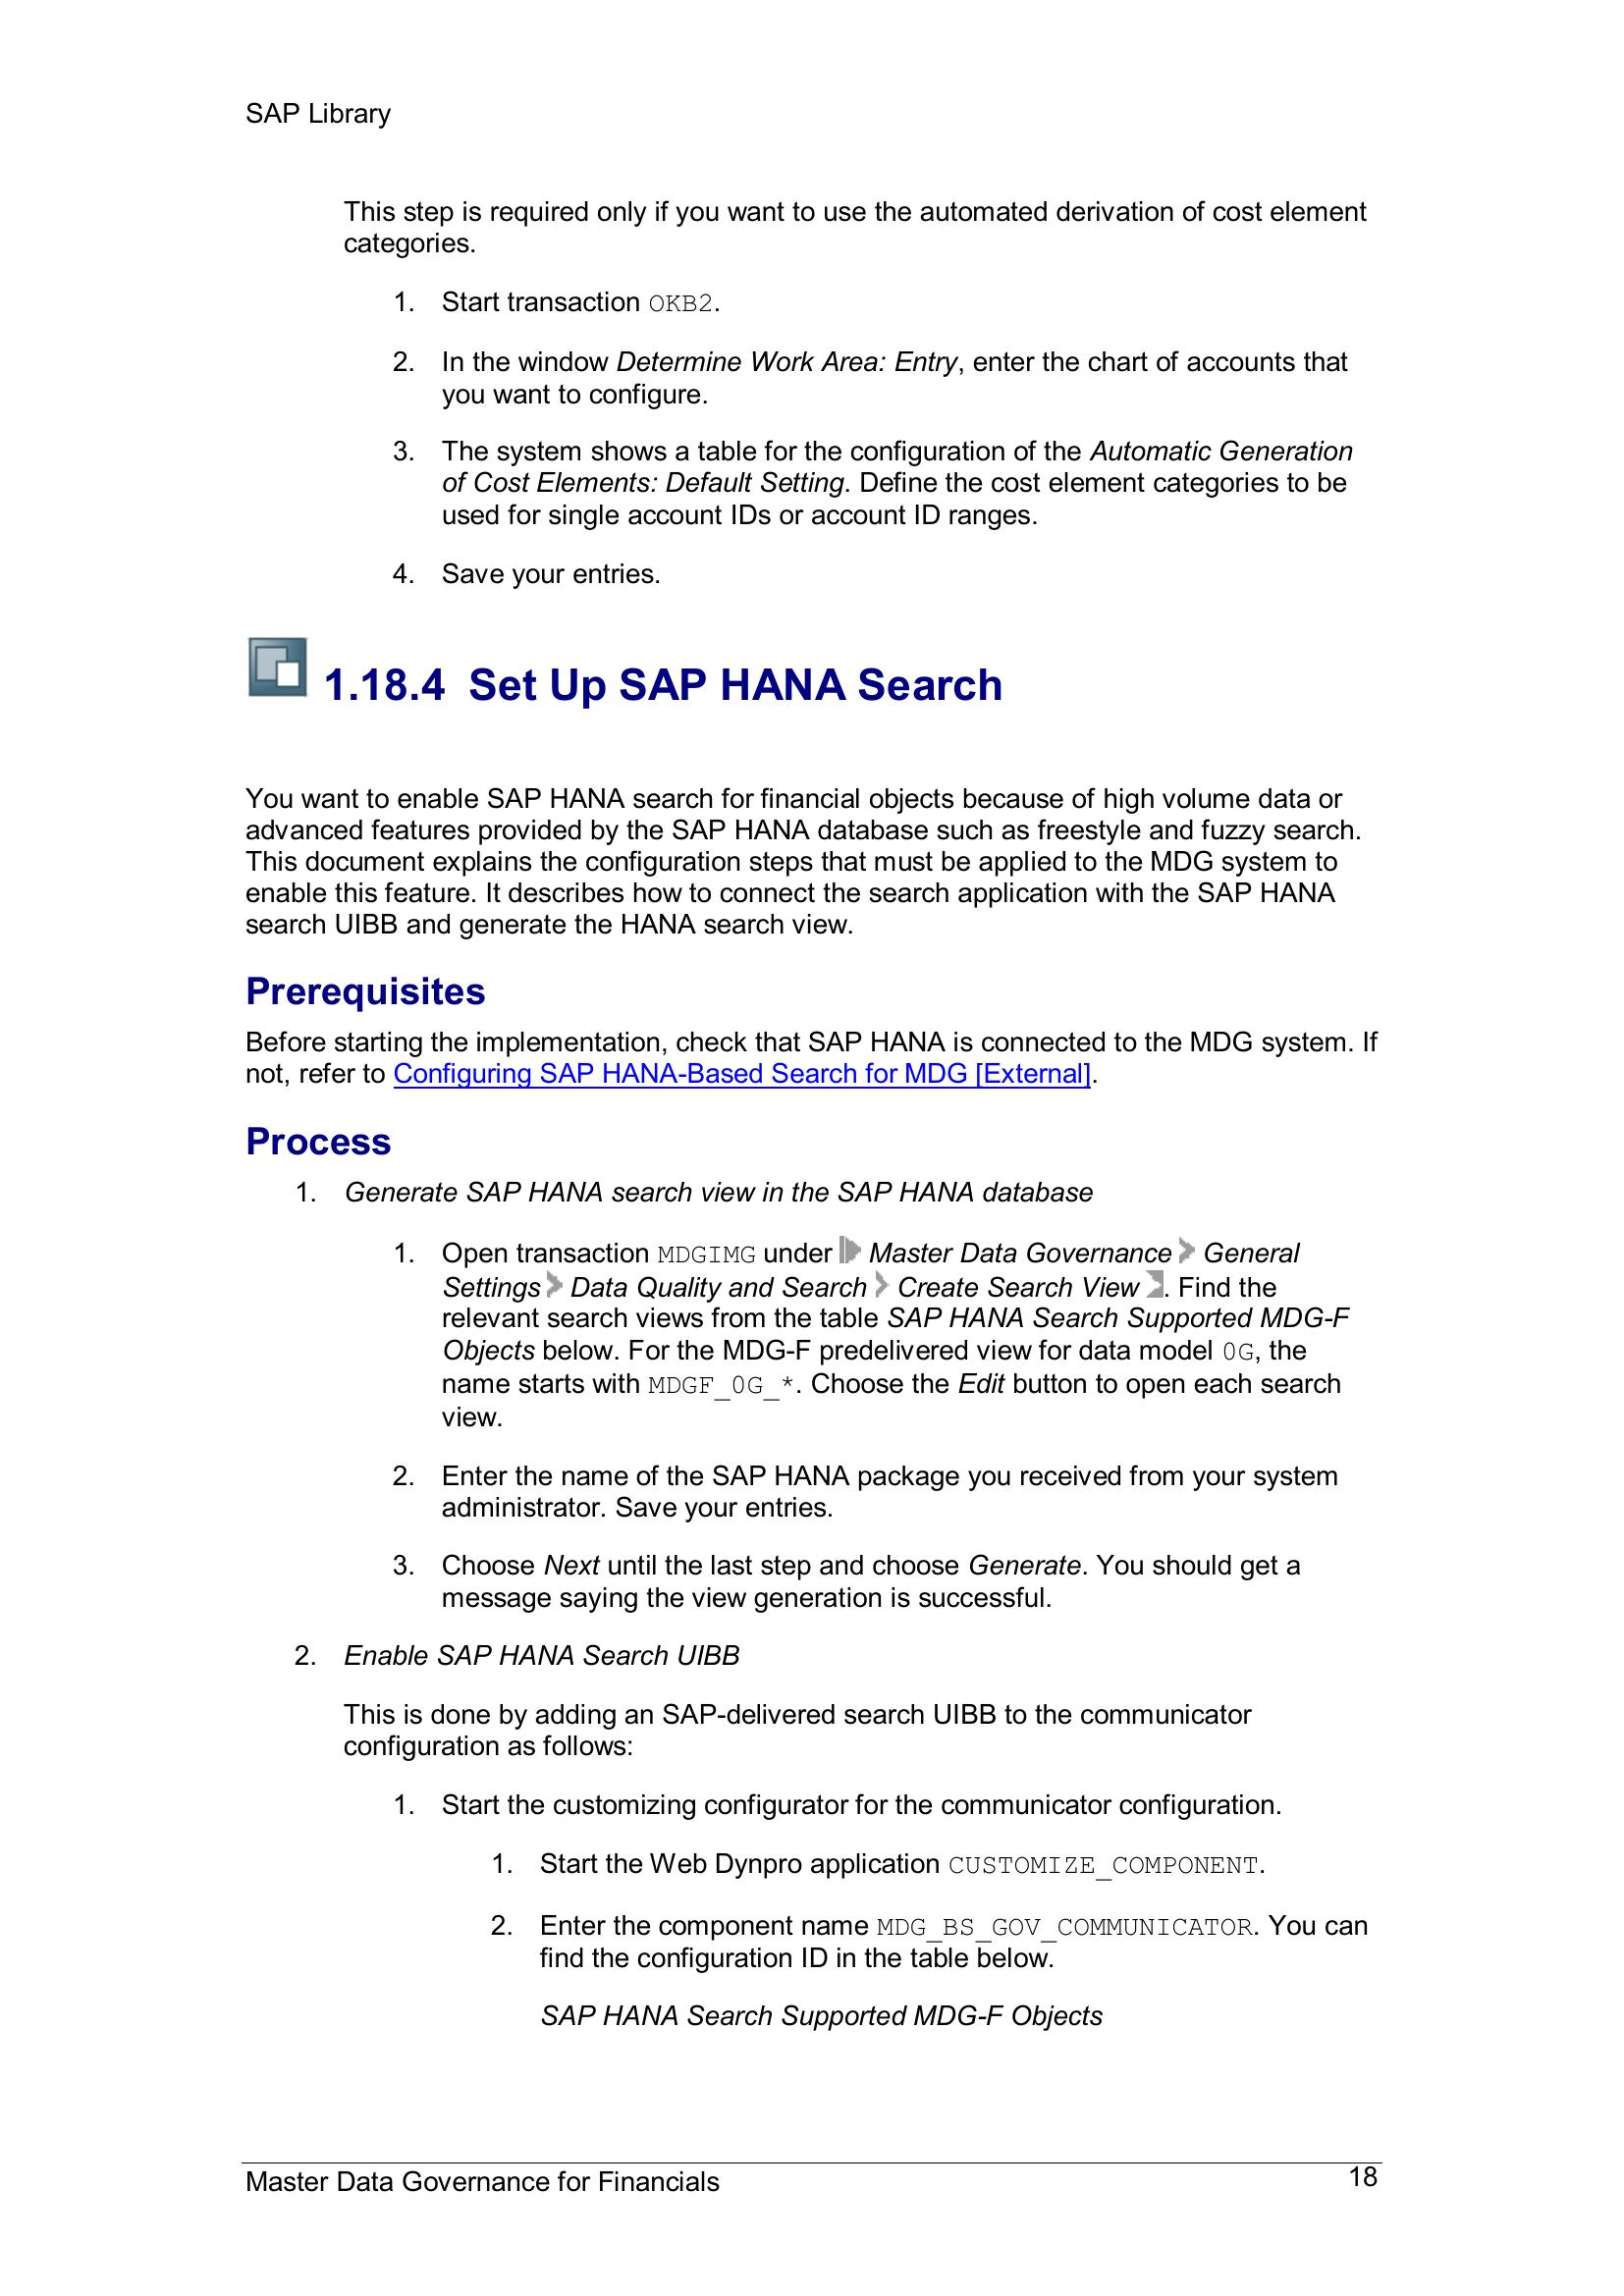 SAP Library
This step is required only if you want to use the automated derivation of cost element
categories.
1. Start transaction OKB2.
2. In the window Determine Work Area: Entry, enter the chart of accounts that
you want to configure.
3. The system shows a table for the configuration of the Automatic Generation
of Cost Elements: Default Setting. Define the cost element categories to be
used for single account IDs or account ID ranges.
4. Save your entries.
1.18.4 Set Up SAP HANA Search
You want to enable SAP HANA search for financial objects because of high volume data or
advanced features provided by the SAP HANA database such as freestyle and fuzzy search.
This document explains the configuration steps that must be applied to the MDG system to
enable this feature. It describes how to connect the search application with the SAP HANA
search UIBB and generate the HANA search view.
Prerequisites
Before starting the implementation, check that SAP HANA is connected to the MDG system. If
not, refer to Configuring SAP HANA-Based Search for MDG [External].
Process
1. Generate SAP HANA search view in the SAP HANA database
1. Open transaction MDGIMG under Master Data Governance General
Settings Data Quality and Search Create Search View . Find the
relevant search views from the table SAP HANA Search Supported MDG-F
Objects below. For the MDG-F predelivered view for data model 0G, the
name starts with MDGF_0G_*. Choose the Edit button to open each search
view.
2. Enter the name of the SAP HANA package you received from your system
administrator. Save your entries.
3. Choose Next until the last step and choose Generate. You should get a
message saying the view generation is successful.
2. Enable SAP HANA Search UIBB
This is done by adding an SAP-delivered search UIBB to the communicator
configuration as follows:
1. Start the customizing configurator for the communicator configuration.
1. Start the Web Dynpro application CUSTOMIZE_COMPONENT.
2. Enter the component name MDG_BS_GOV_COMMUNICATOR. You can
find the configuration ID in the table below.
SAP HANA Search Supported MDG-F Objects
Master Data Governance for Financials 18